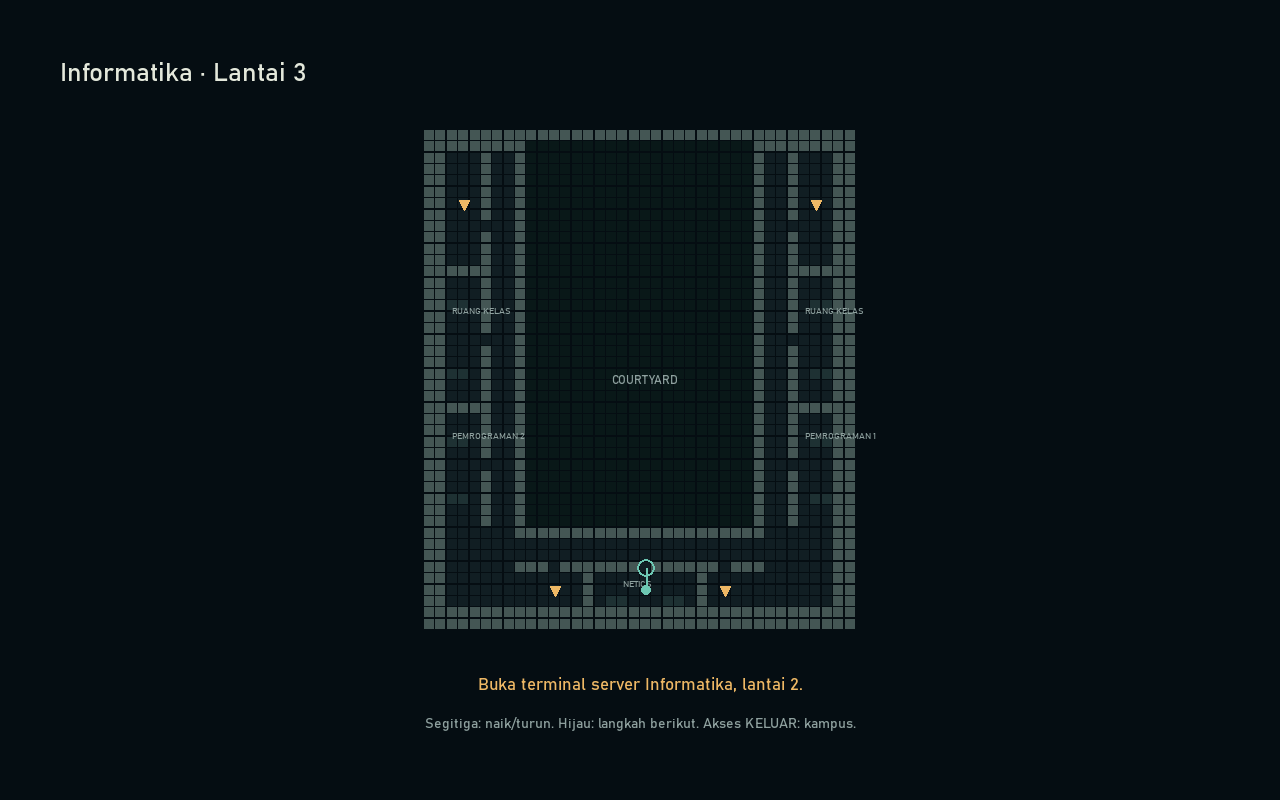 Informatika · Lantai 3
RUANG KELAS
RUANG KELAS
COURTYARD
PEMROGRAMAN 2
PEMROGRAMAN 1
NETICS
Buka terminal server Informatika, lantai 2.
Segitiga: naik/turun. Hijau: langkah berikut. Akses KELUAR: kampus.